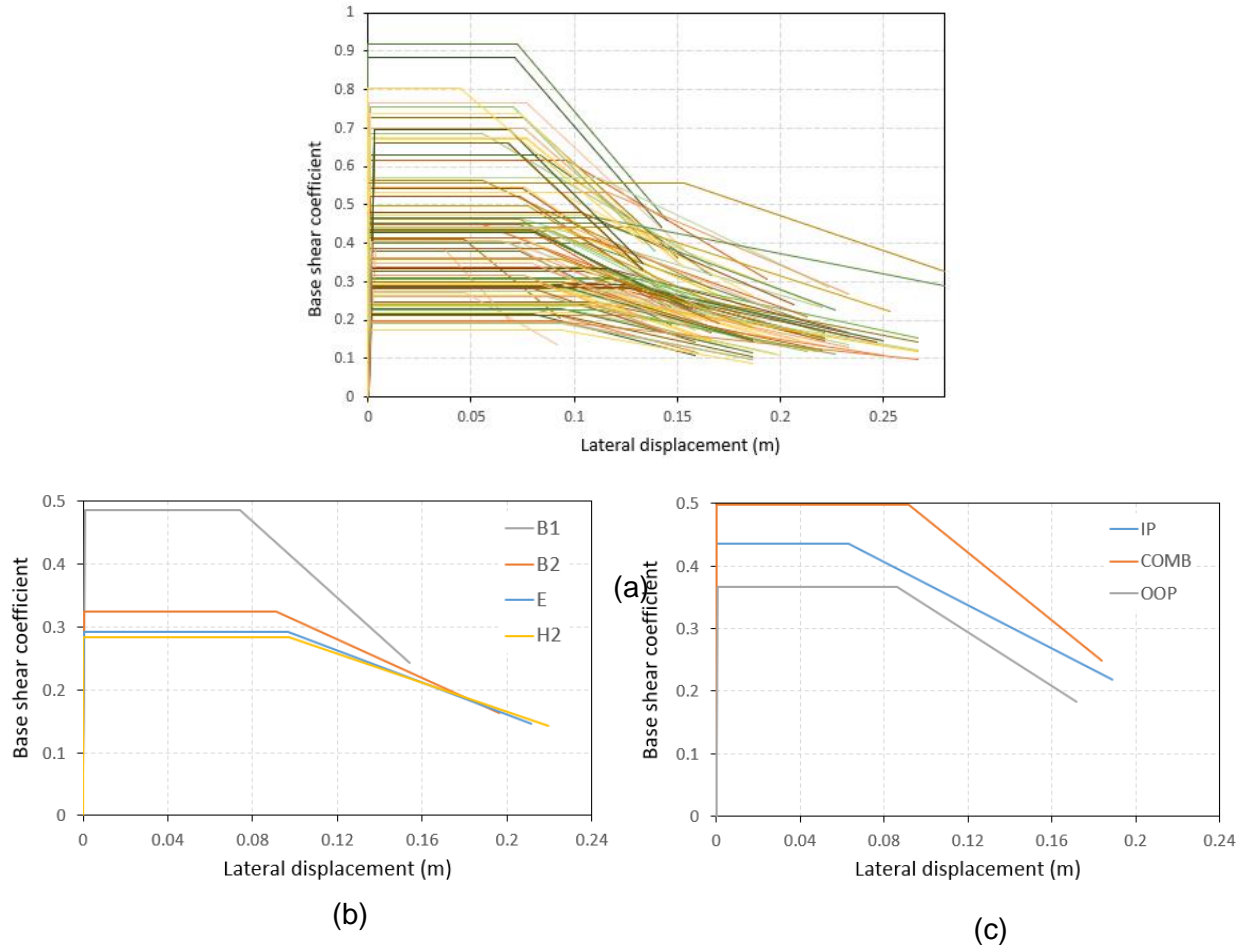 1
0.9
0.8
0.7
0.6
0.5
0.4
0.3
0.2
0.1
0
Base shear coefficient
0 0.05 0.1 0.15 0.2 0.25
Lateral displacement (m)
(a)
0.5
0.4
0.3
0.2
0.1
0
Base shear coefficient
B1
B2
E
H2
0 0.04 0.08 0.12 0.16 0.2 0.24
Lateral displacement (m)
(b)
0.5
0.4
0.3
0.2
0.1
0
Base shear coefficient
IP
COMB
OOP
0 0.04 0.08 0.12 0.16 0.2 0.24
Lateral displacement (m)
(c)